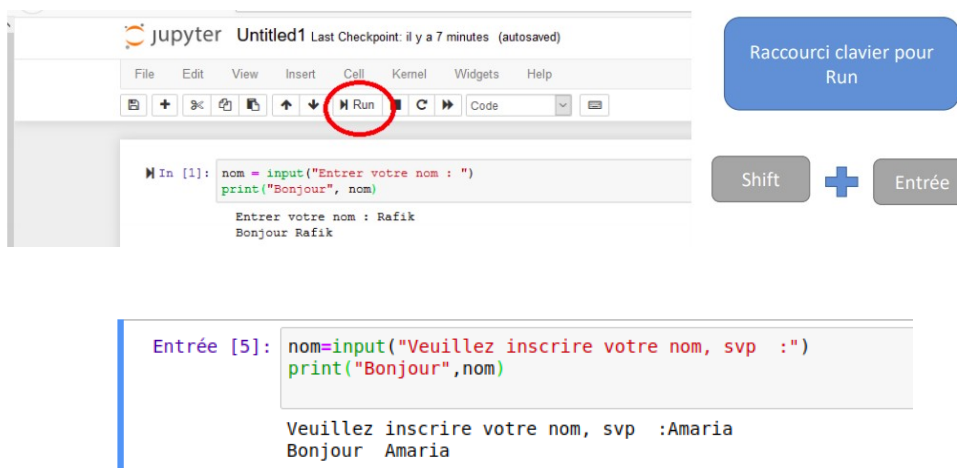 jupyter Untitled1 Last Checkpoint: il y a 7 minutes (autosaved)
File Edit View Insert Cell Kernel Widgets Help
Run Code
In [1]: nom = input("Entrer votre nom : ")
print("Bonjour", nom)
Entrer votre nom : Rafik
Bonjour Rafik
Raccourci clavier pour
Run
Shift Entrée
Entrée [5]: nom=input("Veuillez inscrire votre nom, svp  :")
print("Bonjour",nom)
Veuillez inscrire votre nom, svp  :Amaria
Bonjour  Amaria